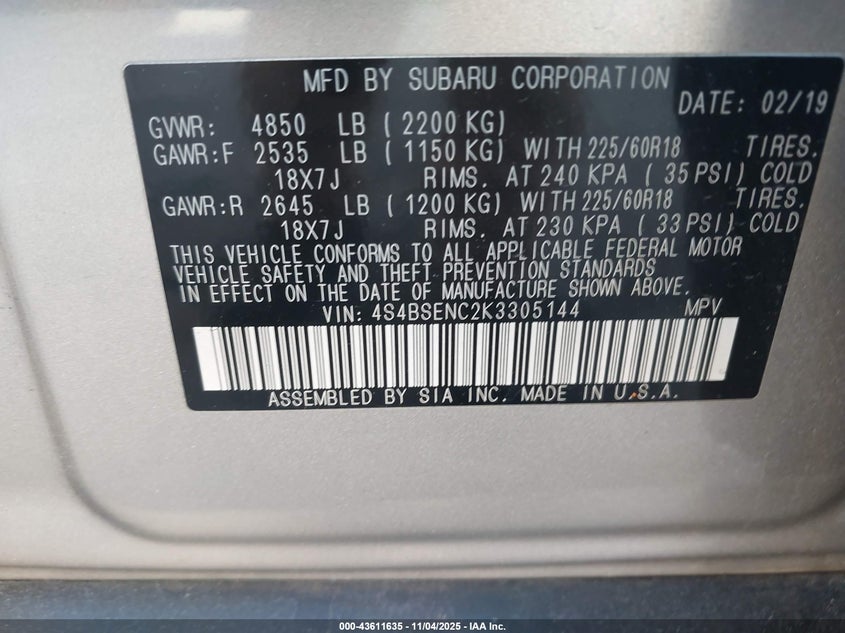 MFD BY SUBARU CORPORATION
DATE: 02/19
GVWR: 4850 LB ( 2200 KG)
GAWR:F 2535 LB ( 1150 KG) WITH 225/60R18 TIRES.
18X7J RIMS. AT 240 KPA ( 35 PSI) COLD
GAWR:R 2645 LB ( 1200 KG) WITH 225/60R18 TIRES.
18X7J RIMS. AT 230 KPA ( 33 PSI) COLD
THIS VEHICLE CONFORMS TO ALL APPLICABLE FEDERAL MOTOR
VEHICLE SAFETY AND THEFT PREVENTION STANDARDS
IN EFFECT ON THE DATE OF MANUFACTURE SHOWN ABOVE.
VIN: 4S4BSENC2K3305144 MPV
ASSEMBLED BY SIA INC. MADE IN U.S.A.
000-43611635 - 11/04/2025 - IAA Inc.